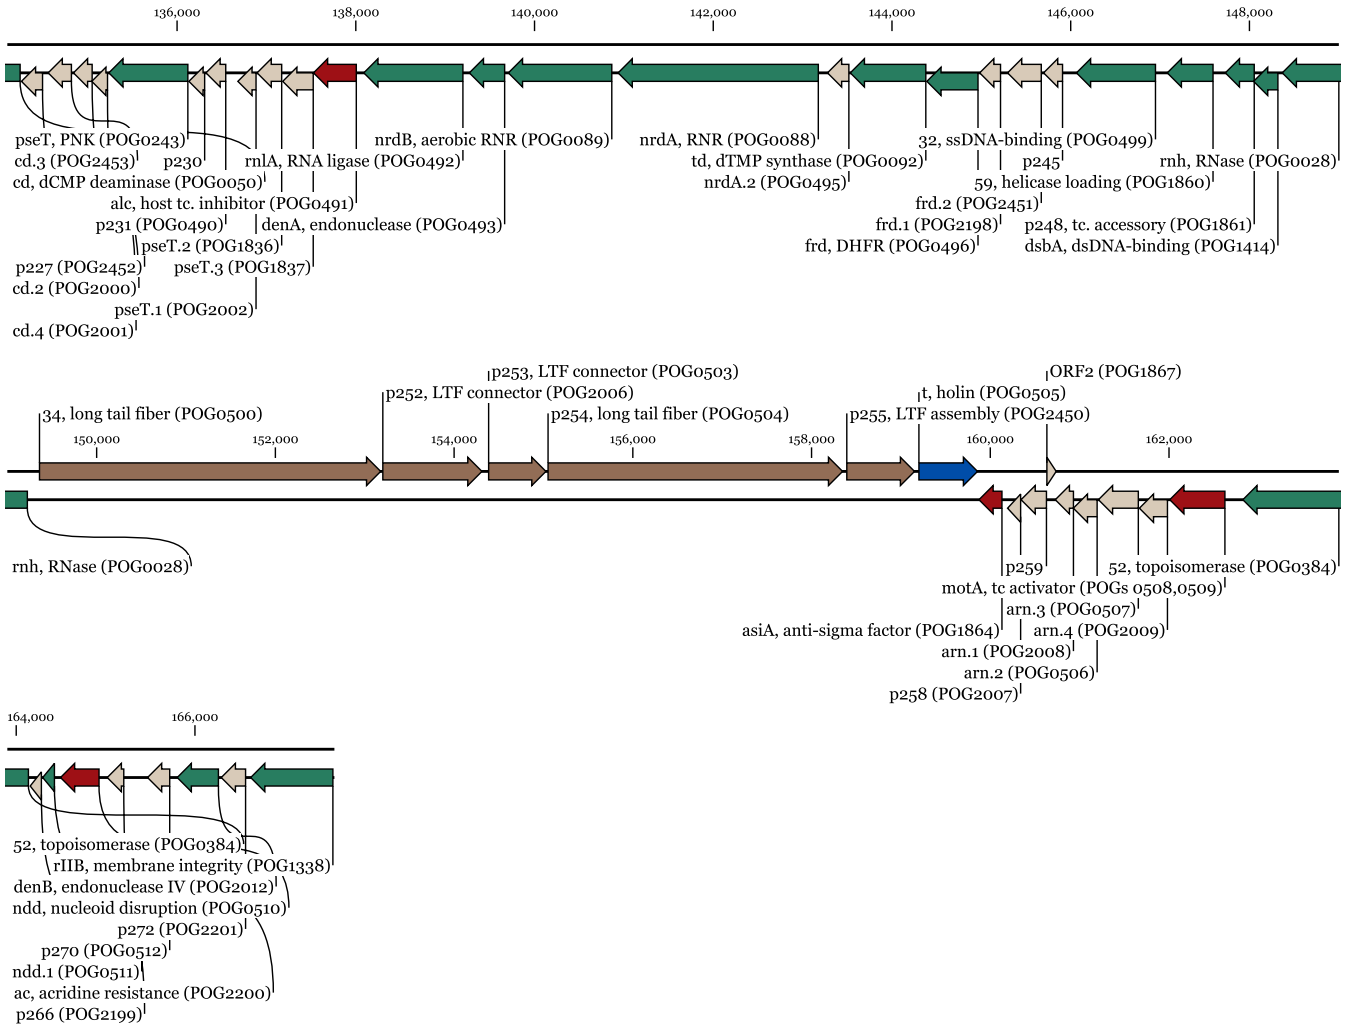 136,000 138,000 140,000 142,000 144,000 146,000 148,000
pseT, PNK (POG0243) nrdB, aerobic RNR (POG0089) nrdA, RNR (POG0088) 32, ssDNA-binding (POG0499)
cd.3 (POG2453) p230 rnlA, RNA ligase (POG0492) td, dTMP synthase (POG0092) p245 rnh, RNase (POG0028)
cd, dCMP deaminase (POG0050) nrdA.2 (POG0495) 59, helicase loading (POG1860)
alc, host tc. inhibitor (POG0491) frd.2 (POG2451)
p231 (POG0490) denA, endonuclease (POG0493) frd.1 (POG2198) p248, tc. accessory (POG1861)
pseT.2 (POG1836) frd, DHFR (POG0496) dsbA, dsDNA-binding (POG1414)
p227 (POG2452) pseT.3 (POG1837)
cd.2 (POG2000)
pseT.1 (POG2002)
cd.4 (POG2001)
p253, LTF connector (POG0503) ORF2 (POG1867)
p252, LTF connector (POG2006) t, holin (POG0505)
34, long tail fiber (POG0500) p254, long tail fiber (POG0504) p255, LTF assembly (POG2450)
150,000 152,000 154,000 156,000 158,000 160,000 162,000
rnh, RNase (POG0028) p259 52, topoisomerase (POG0384)
motA, tc activator (POGs 0508,0509)
arn.3 (POG0507)
asiA, anti-sigma factor (POG1864) arn.4 (POG2009)
arn.1 (POG2008)
arn.2 (POG0506)
p258 (POG2007)
164,000 166,000
52, topoisomerase (POG0384)
rIIB, membrane integrity (POG1338)
denB, endonuclease IV (POG2012)
ndd, nucleoid disruption (POG0510)
p272 (POG2201)
p270 (POG0512)
ndd.1 (POG0511)
ac, acridine resistance (POG2200)
p266 (POG2199)